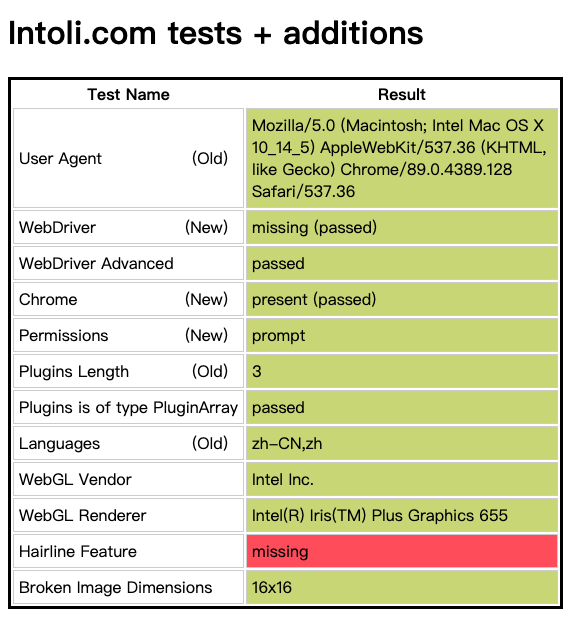 Intoli.com tests + additions
Test Name Result
User Agent (Old) Mozilla/5.0 (Macintosh; Intel Mac OS X
10_14_5) AppleWebKit/537.36 (KHTML,
like Gecko) Chrome/89.0.4389.128
Safari/537.36
WebDriver (New) missing (passed)
WebDriver Advanced passed
Chrome (New) present (passed)
Permissions (New) prompt
Plugins Length (Old) 3
Plugins is of type PluginArray passed
Languages (Old) zh-CN,zh
WebGL Vendor Intel Inc.
WebGL Renderer Intel(R) Iris(TM) Plus Graphics 655
Hairline Feature missing
Broken Image Dimensions 16x16